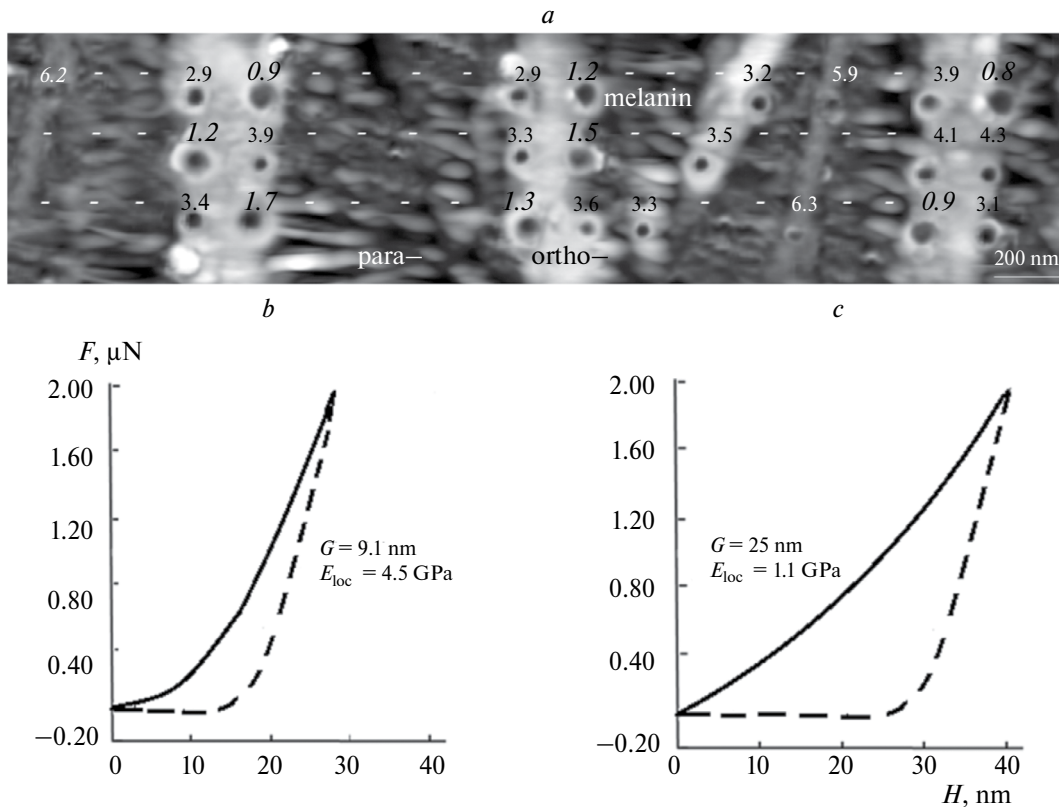 a
6.2 – – 2.9 0.9 – – – – 2.9 1.2 – – – 3.2 – 5.9 – 3.9 0.8
melanin
– – – – 1.2 3.9 – – – – 3.3 1.5 – – 3.5 – – – – 4.1 4.3
– – – – 3.4 1.7 – – – – 1.3 3.6 3.3 – – 6.3 – – 0.9 3.1
para– ortho– 200 nm
b c
F, μN
2.00 2.00
1.60 1.60
1.20 1.20
G = 9.1 nm G = 25 nm
Eloc = 4.5 GPa Eloc = 1.1 GPa
0.80 0.80
0.40 0.40
–0.20 –0.20
0 10 20 30 40 0 10 20 30 40
H, nm